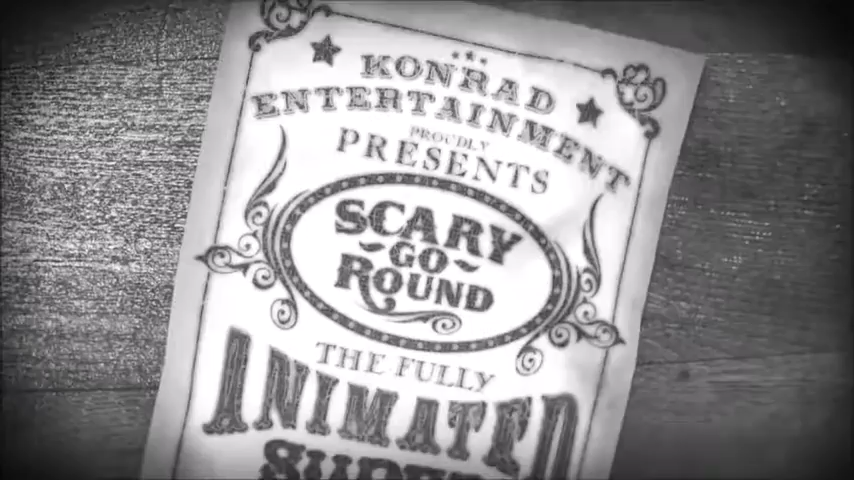 KONRAD
ENTERTAINMENT
PROUDLY
PRESENTS
SCARY
GO
ROUND
THE FULLY
ANIMATED